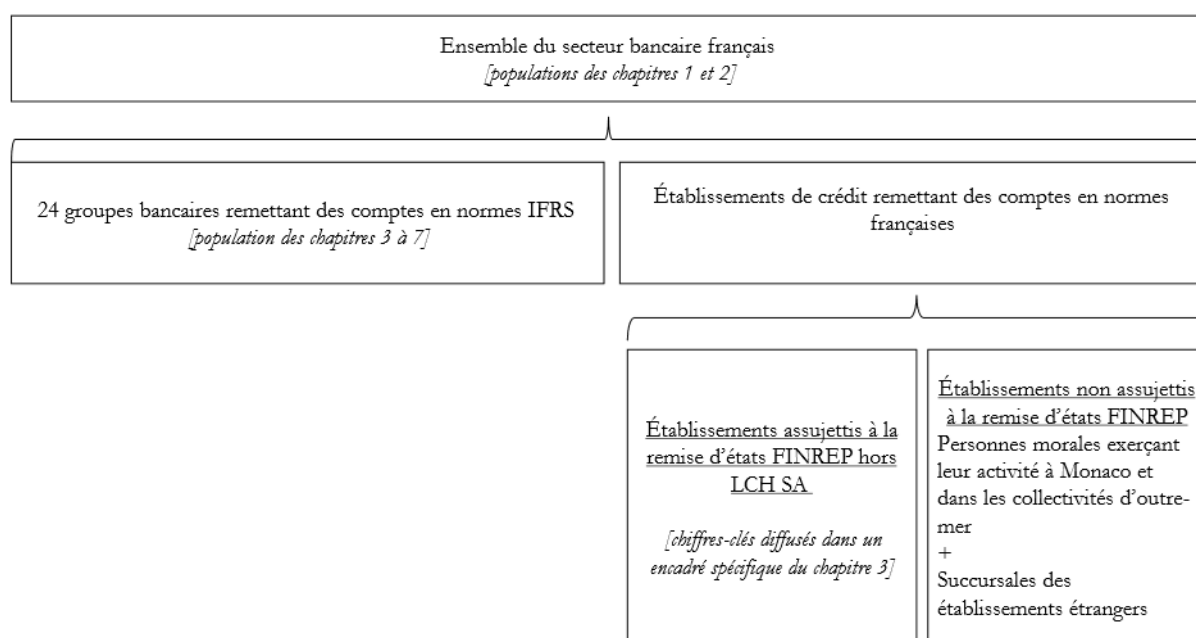 Ensemble du secteur bancaire français
[populations des chapitres 1 et 2]
24 groupes bancaires remettant des comptes en normes IFRS
[population des chapitres 3 à 7]
Établissements de crédit remettant des comptes en normes
françaises
Établissements assujettis à la
remise d'états FINREP hors
LCH SA
[chiffres-clés diffusés dans un
encadré spécifique du chapitre 3]
Établissements non assujettis
à la remise d'états FINREP
Personnes morales exerçant
leur activité à Monaco et
dans les collectivités d'outre-
mer
+
Succursales des
établissements étrangers